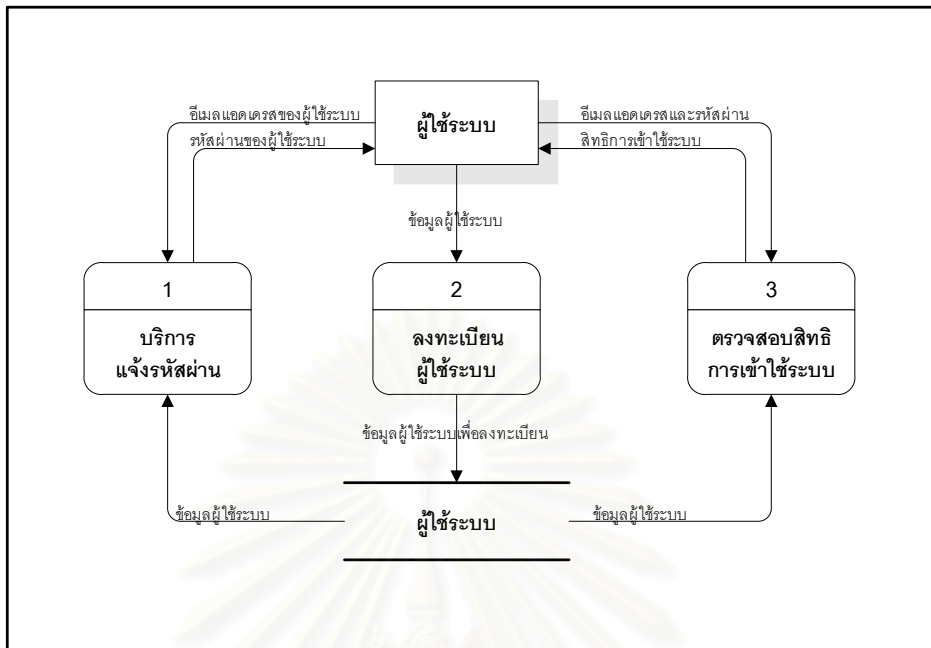 ผู้ใช้ระบบ
อีเมลแอดเดรสของผู้ใช้ระบบ
รหัสผ่านของผู้ใช้ระบบ
อีเมลแอดเดรสและรหัสผ่าน
สิทธิการเข้าใช้ระบบ
ข้อมูลผู้ใช้ระบบ
1
บริการ
แจ้งรหัสผ่าน
2
ลงทะเบียน
ผู้ใช้ระบบ
3
ตรวจสอบสิทธิ
การเข้าใช้ระบบ
ข้อมูลผู้ใช้ระบบเพื่อลงทะเบียน
ข้อมูลผู้ใช้ระบบ
ผู้ใช้ระบบ
ข้อมูลผู้ใช้ระบบ